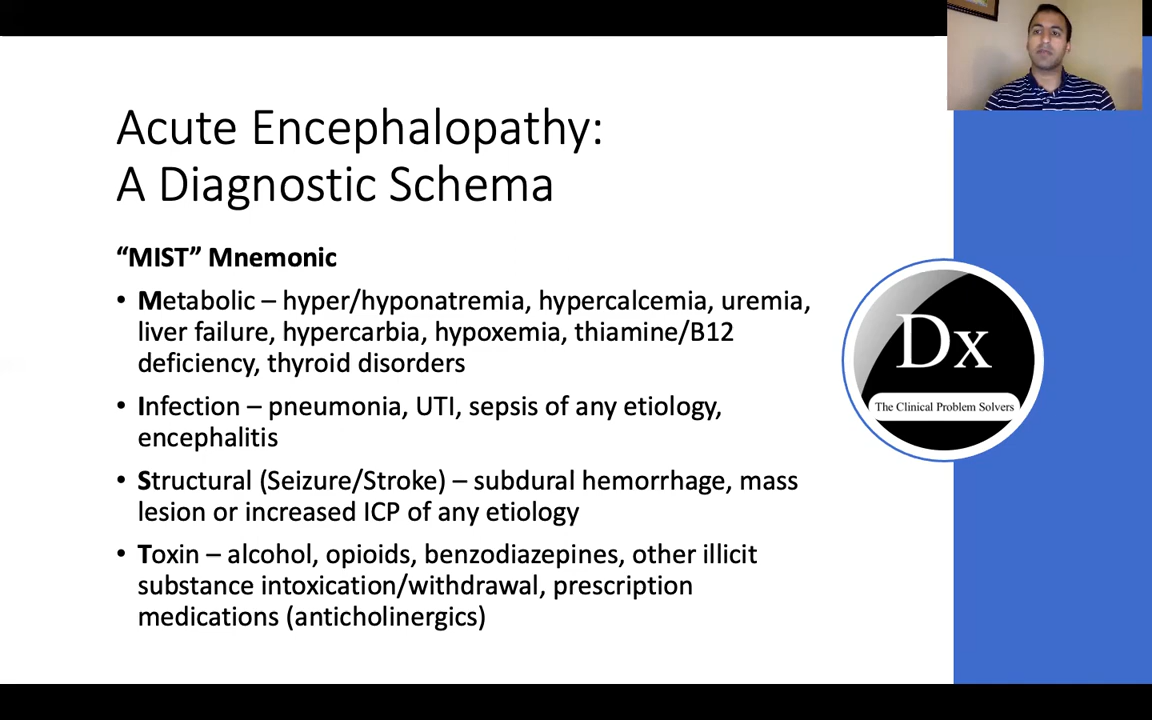 Acute Encephalopathy:
A Diagnostic Schema
“MIST” Mnemonic
• Metabolic – hyper/hyponatremia, hypercalcemia, uremia,
liver failure, hypercarbia, hypoxemia, thiamine/B12
deficiency, thyroid disorders
• Infection – pneumonia, UTI, sepsis of any etiology,
encephalitis
• Structural (Seizure/Stroke) – subdural hemorrhage, mass
lesion or increased ICP of any etiology
• Toxin – alcohol, opioids, benzodiazepines, other illicit
substance intoxication/withdrawal, prescription
medications (anticholinergics)
Dx
The Clinical Problem Solvers